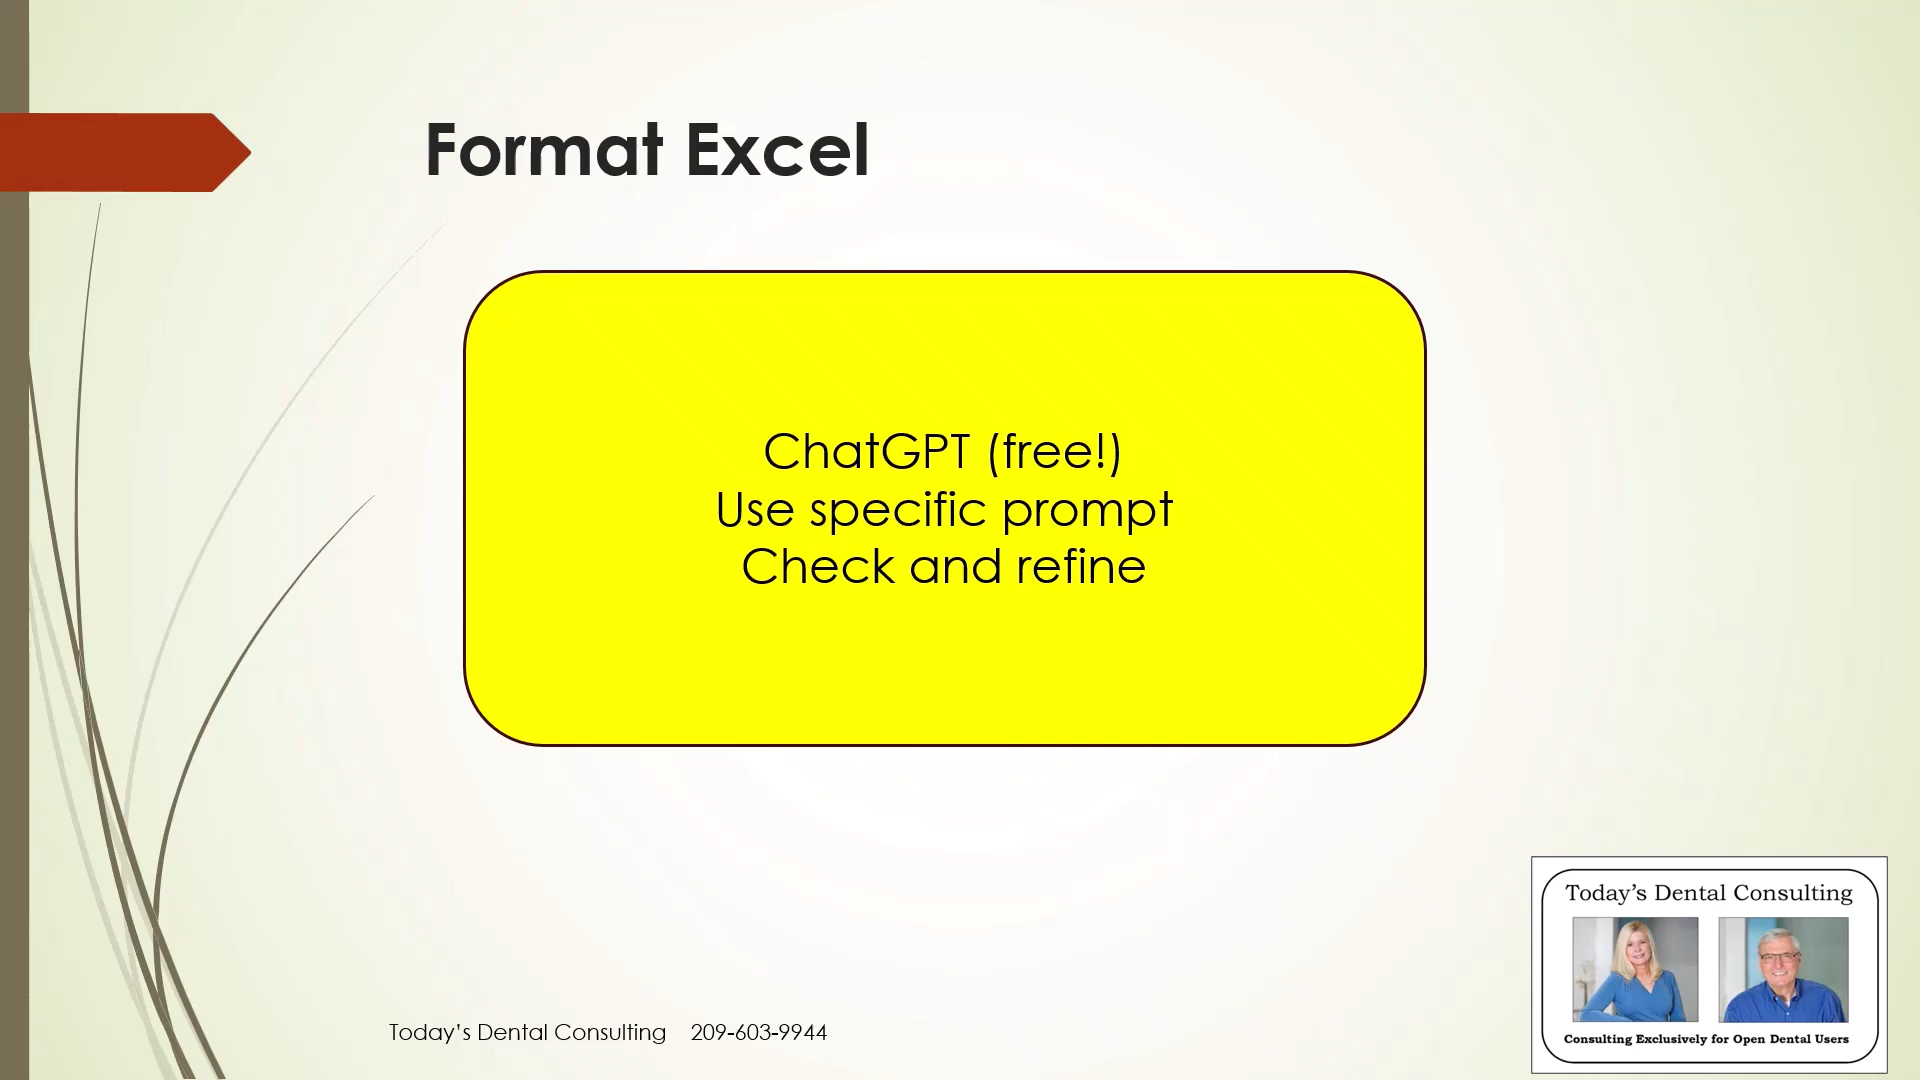 Format Excel
ChatGPT (free!)
Use specific prompt
Check and refine
Today's Dental Consulting
Consulting Exclusively for Open Dental Users
Today's Dental Consulting 209-603-9944